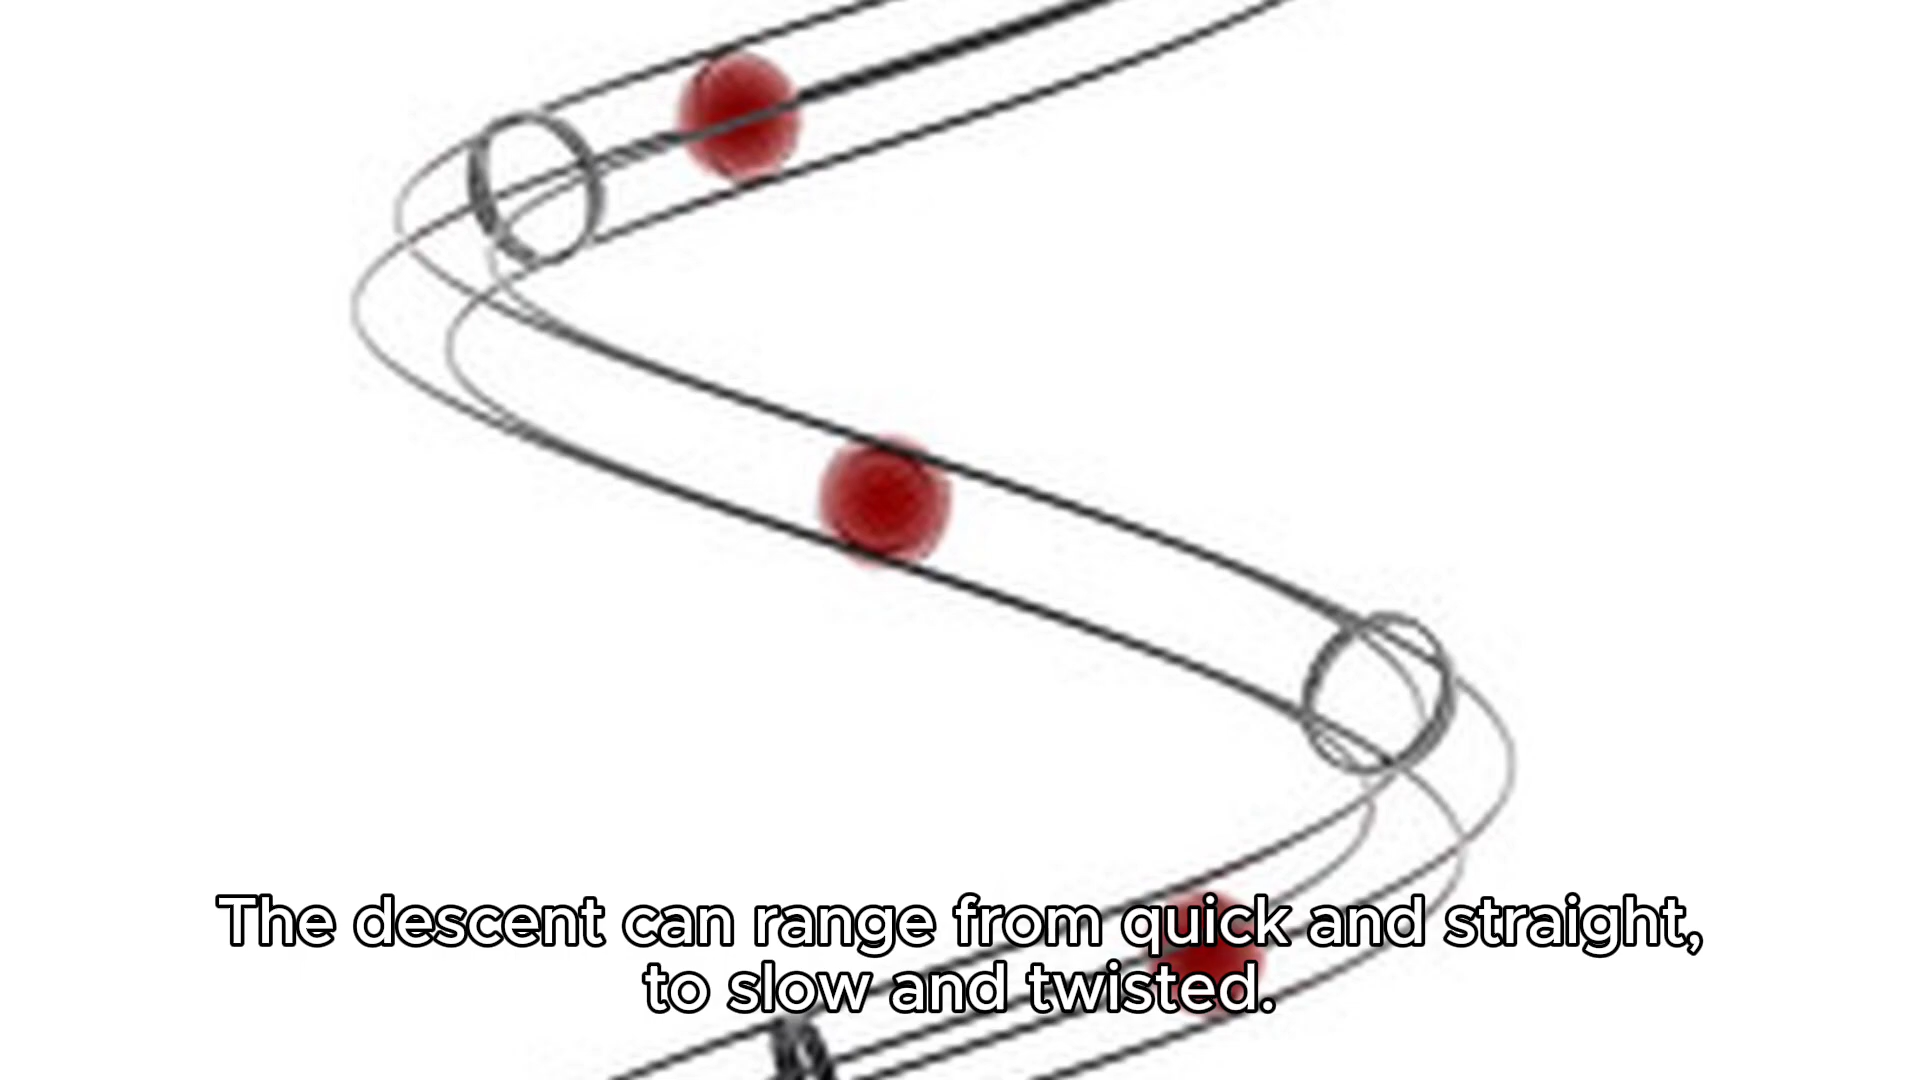 The descent can range from quick and straight,
to slow and twisted.